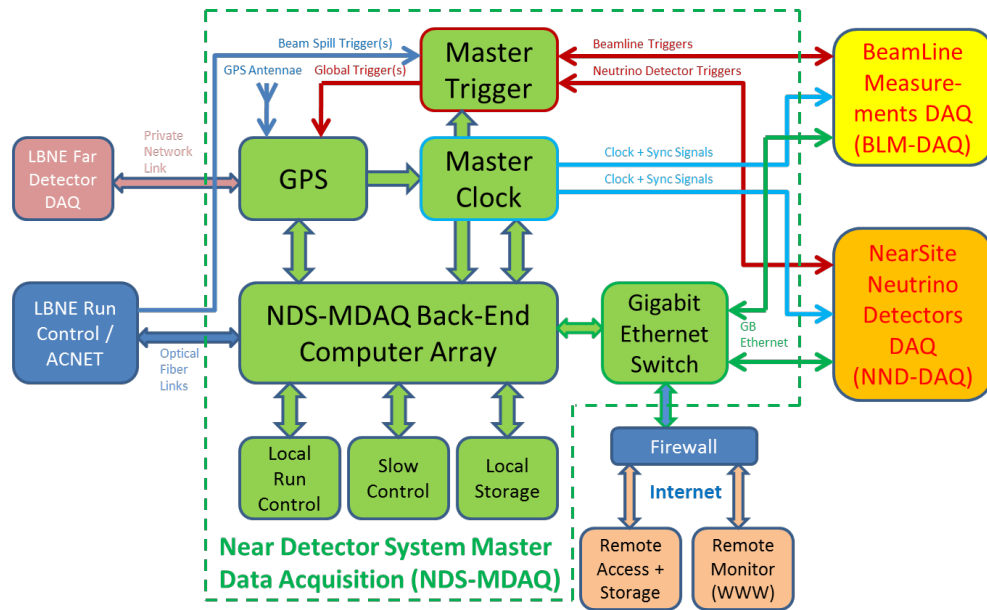 Beam Spill Trigger(s)
GPS Antennae
Global Trigger(s)
Master
Trigger
Beamline Triggers
Neutrino Detector Triggers
BeamLine
Measure-
ments DAQ
(BLM-DAQ)
LBNE Far
Detector
DAQ
Private
Network
Link
GPS
Master
Clock
Clock + Sync Signals
Clock + Sync Signals
LBNE Run
Control /
ACNET
Optical
Fiber
Links
NDS-MDAQ Back-End
Computer Array
Gigabit
Ethernet
Switch
GB
Ethernet
NearSite
Neutrino
Detectors
DAQ
(NND-DAQ)
Local
Run
Control
Slow
Control
Local
Storage
Firewall
Internet
Remote
Access +
Storage
Remote
Monitor
(WWW)
Near Detector System Master
Data Acquisition (NDS-MDAQ)